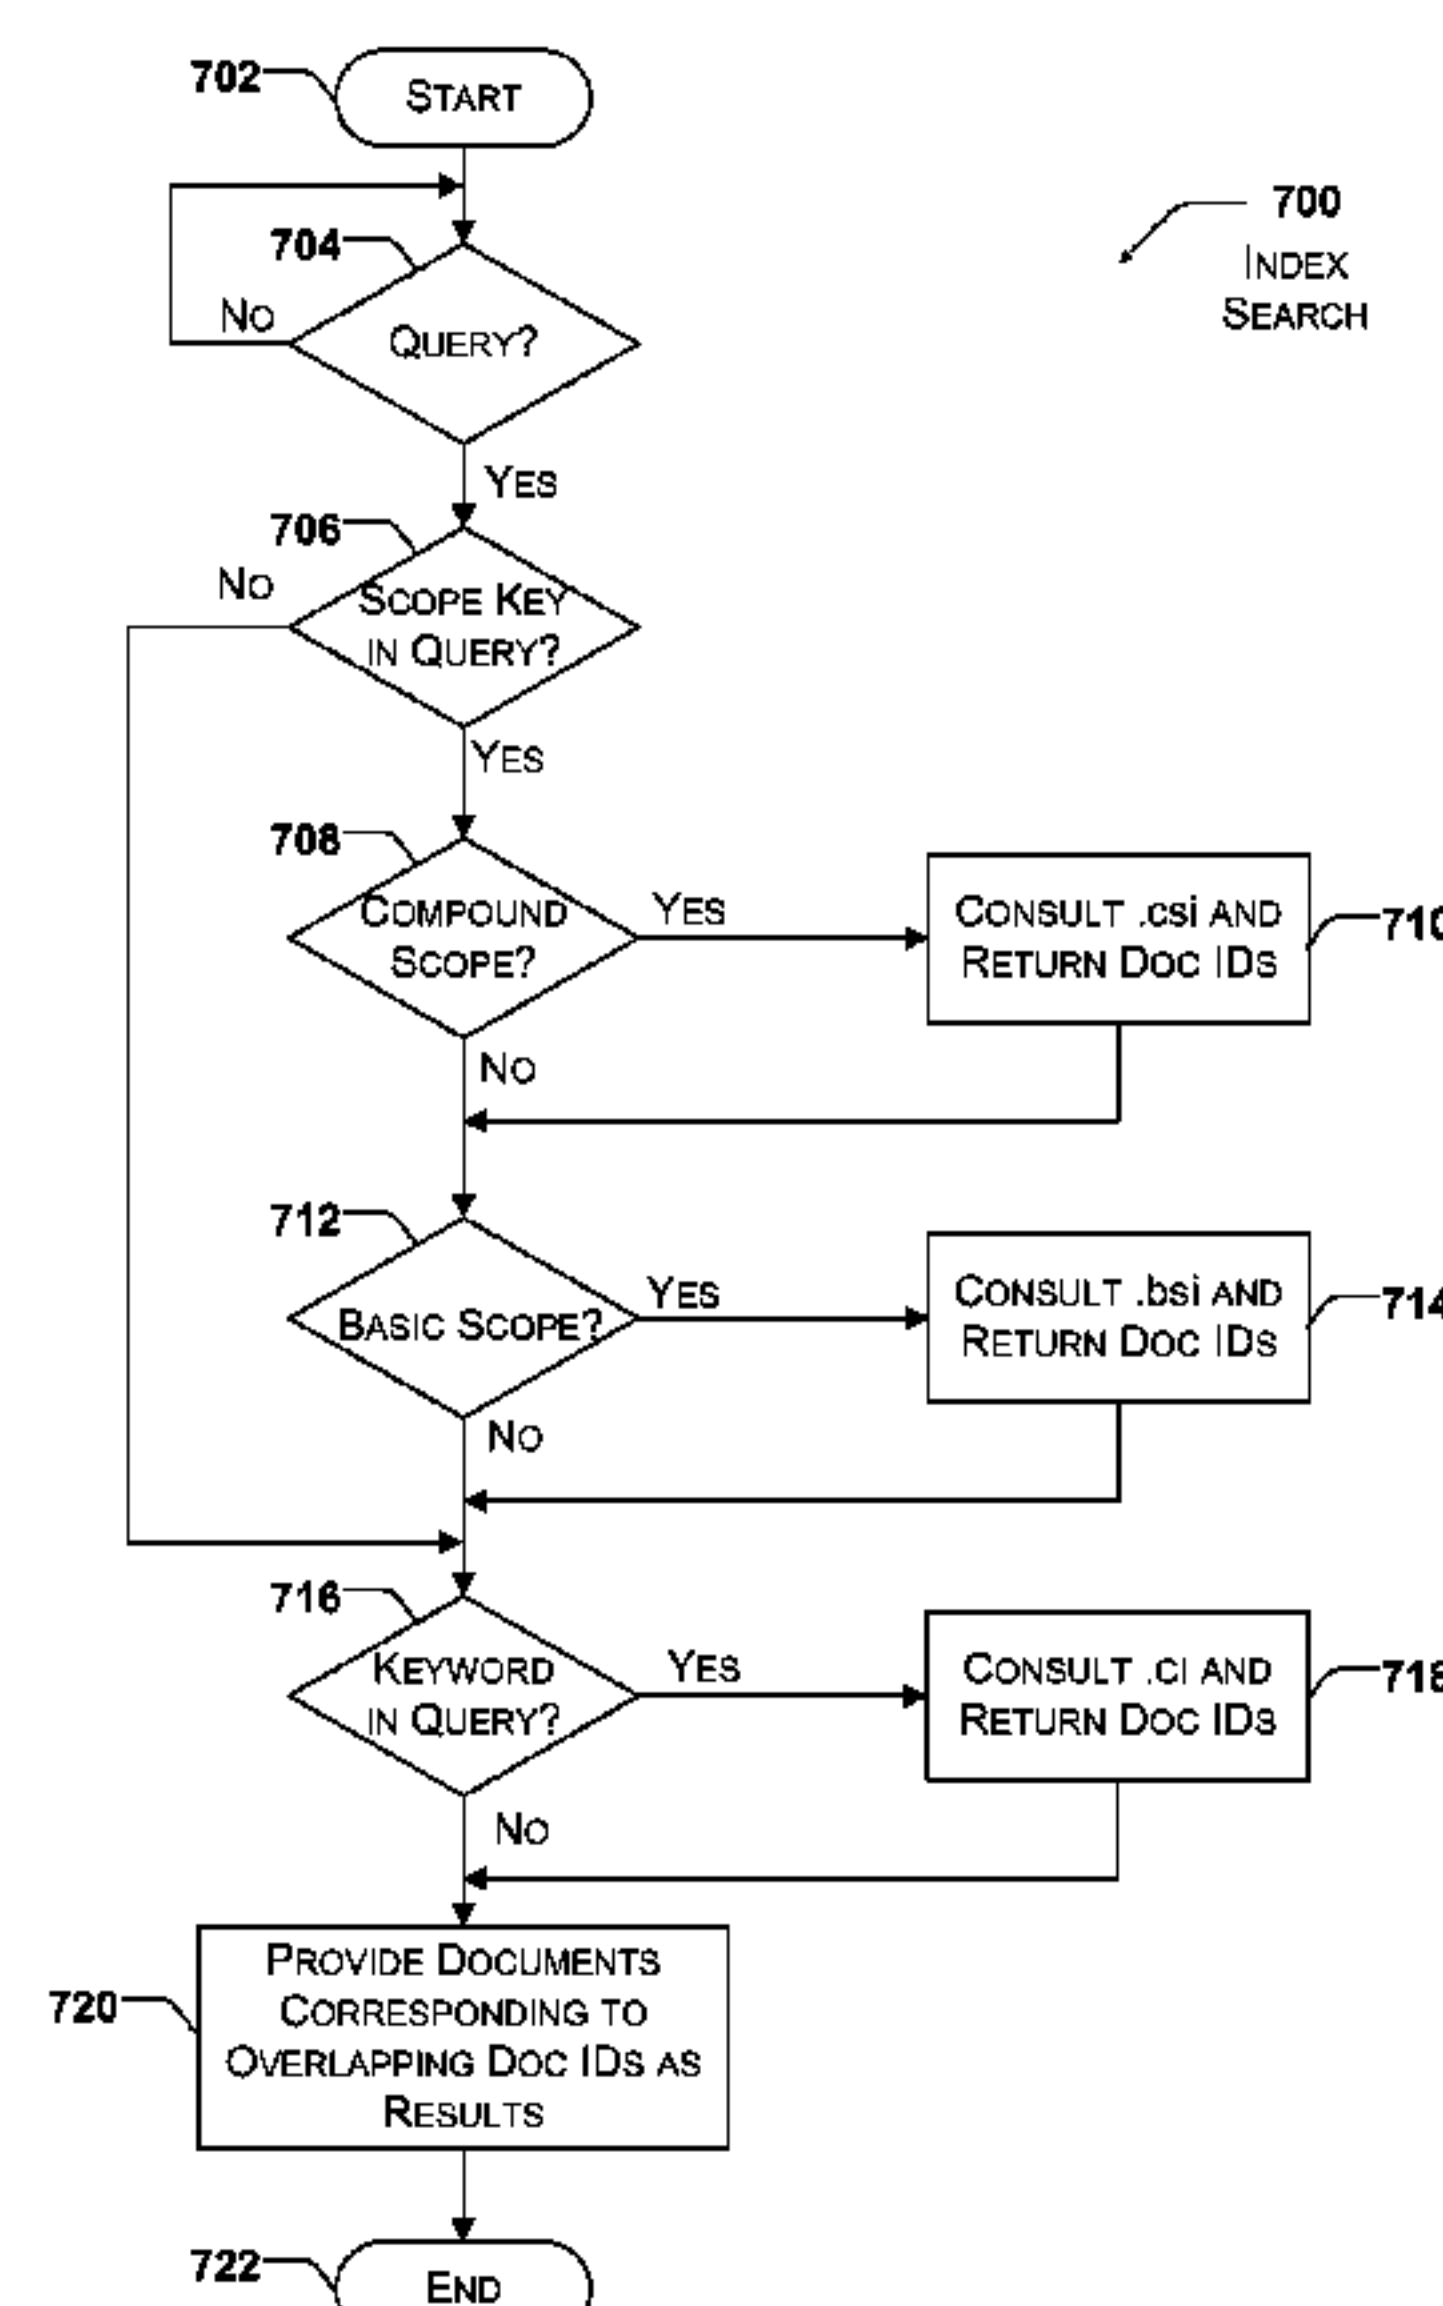 702
START
700
INDEX
SEARCH
704
NO
QUERY?
YES
706
NO
SCOPE KEY
IN QUERY?
YES
708
COMPOUND
SCOPE?
YES
CONSULT .csi AND
RETURN DOC IDS
710
NO
712
BASIC SCOPE?
YES
CONSULT .bsi AND
RETURN DOC IDS
714
NO
716
KEYWORD
IN QUERY?
YES
CONSULT .CI AND
RETURN DOC IDS
718
NO
720
PROVIDE DOCUMENTS
CORRESPONDING TO
OVERLAPPING DOC IDS AS
RESULTS
722
END